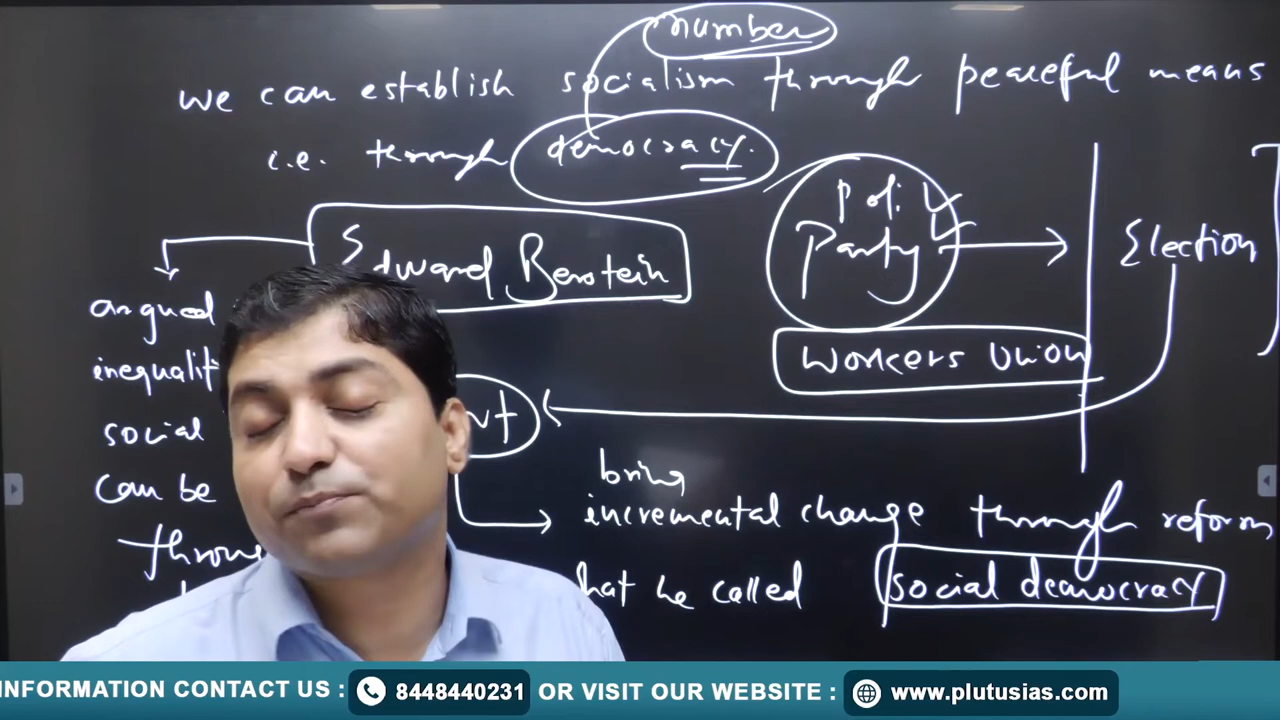 number
we can establish socialism through peaceful means
i.e. through democracy.
Poli
Party
Election
Edward Berstein
argued
inequalit
workers union
social
vt
can be
bring
incremental change through reform
throu
hat he called social democracy
INFORMATION CONTACT US : 8448440231 OR VISIT OUR WEBSITE : www.plutusias.com